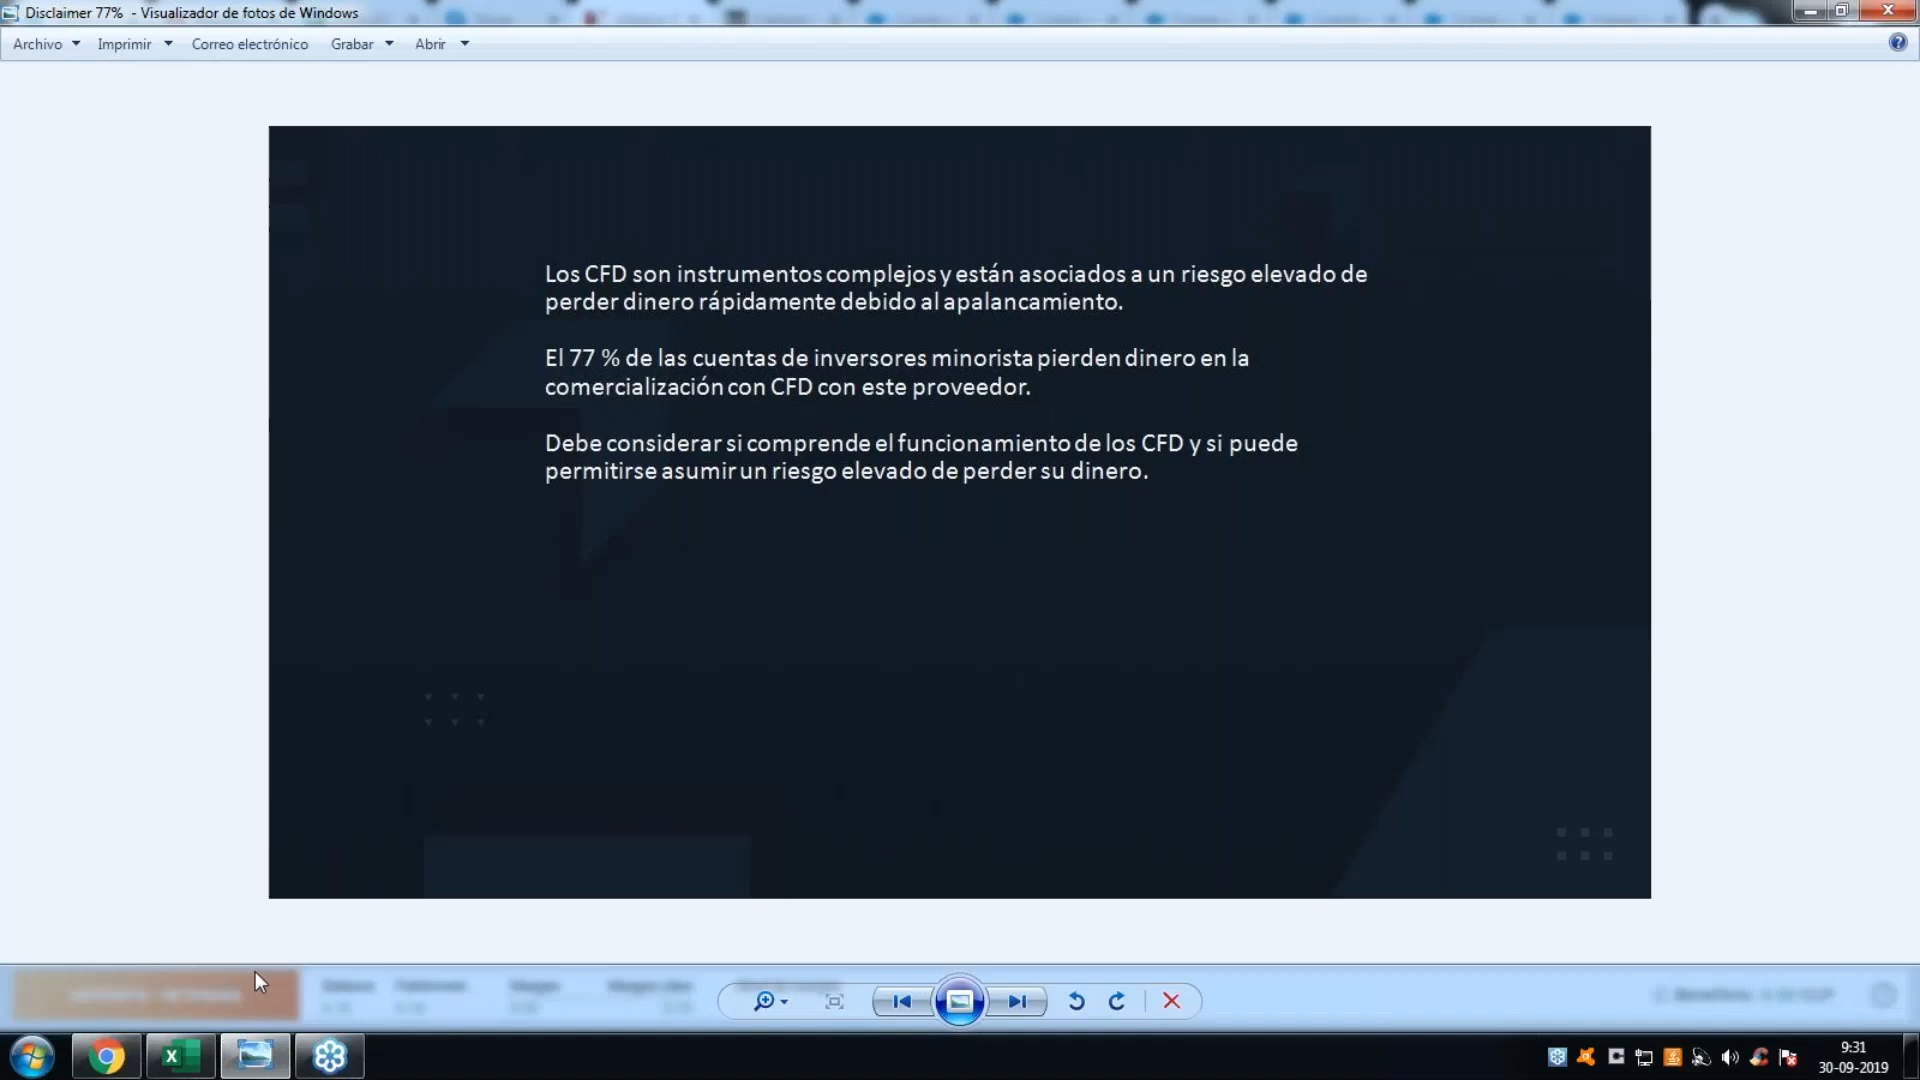 Disclaimer 77% - Visualizador de fotos de Windows
Archivo Imprimir Correo electrónico Grabar Abrir
Los CFD son instrumentos complejos y están asociados a un riesgo elevado de
perder dinero rápidamente debido al apalancamiento.
El 77 % de las cuentas de inversores minorista pierden dinero en la
comercialización con CFD con este proveedor.
Debe considerar si comprende el funcionamiento de los CFD y si puede
permitirse asumir un riesgo elevado de perder su dinero.
9:31
30-09-2019